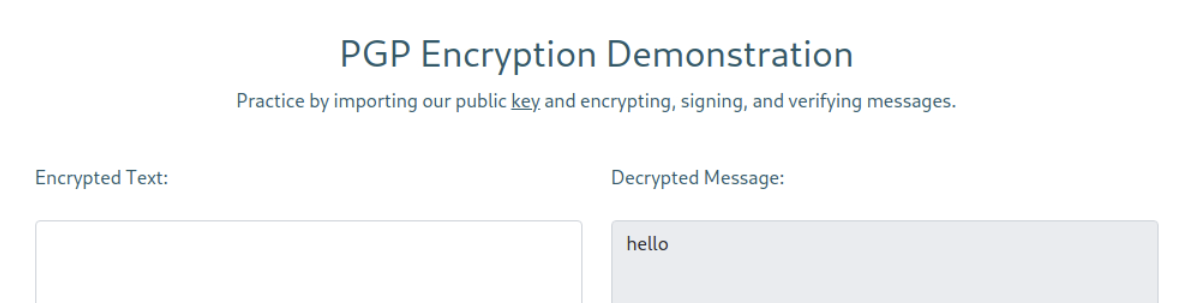 PGP Encryption Demonstration
Practice by importing our public key and encrypting, signing, and verifying messages.
Encrypted Text:
Decrypted Message:
hello